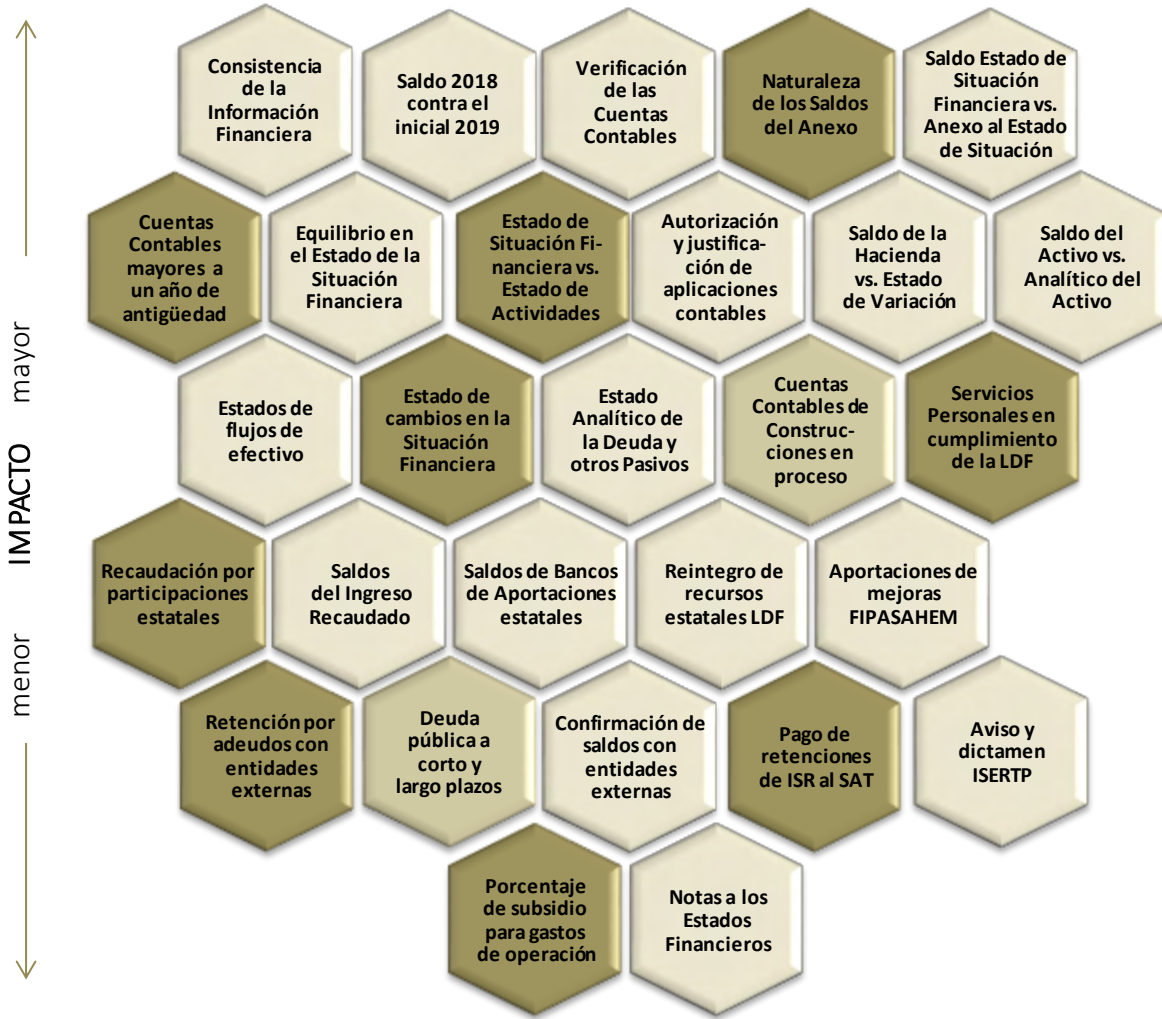 Consistencia
de la
Información
Financiera
Saldo 2018
contra el
inicial 2019
Verificación
de las
Cuentas
Contables
Naturaleza
de los Saldos
del Anexo
Saldo Estado de
Situación
Financiera vs.
Anexo al Estado
de Situación
Cuentas
Contables
mayores a
un año de
antigüedad
Equilibrio en
el Estado de la
Situación
Financiera
Estado de
Situación Fi-
nanciera vs.
Estado de
Actividades
Autorización
y justifica-
ción de
aplicaciones
contables
Saldo de la
Hacienda
vs. Estado
de Variación
Saldo del
Activo vs.
Analítico del
Activo
Estados de
flujos de
efectivo
Estado de
cambios en la
Situación
Financiera
Estado
Analítico de
la Deuda y
otros Pasivos
Cuentas
Contables de
Construc-
ciones en
proceso
Servicios
Personales en
cumplimiento
de la LDF
Recaudación por
participaciones
estatales
Saldos
del Ingreso
Recaudado
Saldos de Bancos
de Aportaciones
estatales
Reintegro de
recursos
estatales LDF
Aportaciones de
mejoras
FIPASAHEM
Retención por
adeudos con
entidades
externas
Deuda
pública a
corto y
largo plazos
Confirmación de
saldos con
entidades
externas
Pago de
retenciones
de ISR al SAT
Aviso y
dictamen
ISERTP
Porcentaje
de subsidio
para gastos
de operación
Notas a los
Estados
Financieros
menor IMPACTO mayor